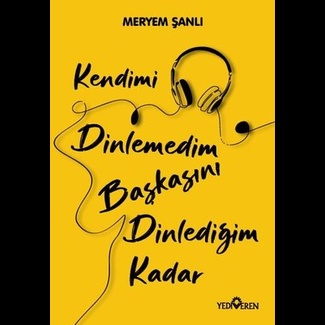 MERYEM ŞANLI
Kendimi
Dinlemedim
Başkasını
Dinlediğim
Kadar
YEDİVEREN